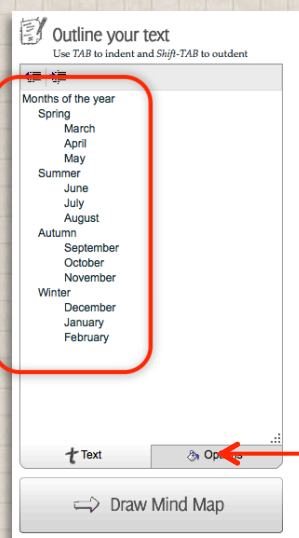 Outline your text
Use TAB to indent and Shift-TAB to outdent
Months of the year
Spring
March
April
May
Summer
June
July
August
Autumn
September
October
November
Winter
December
January
February
Text
Options
Draw Mind Map